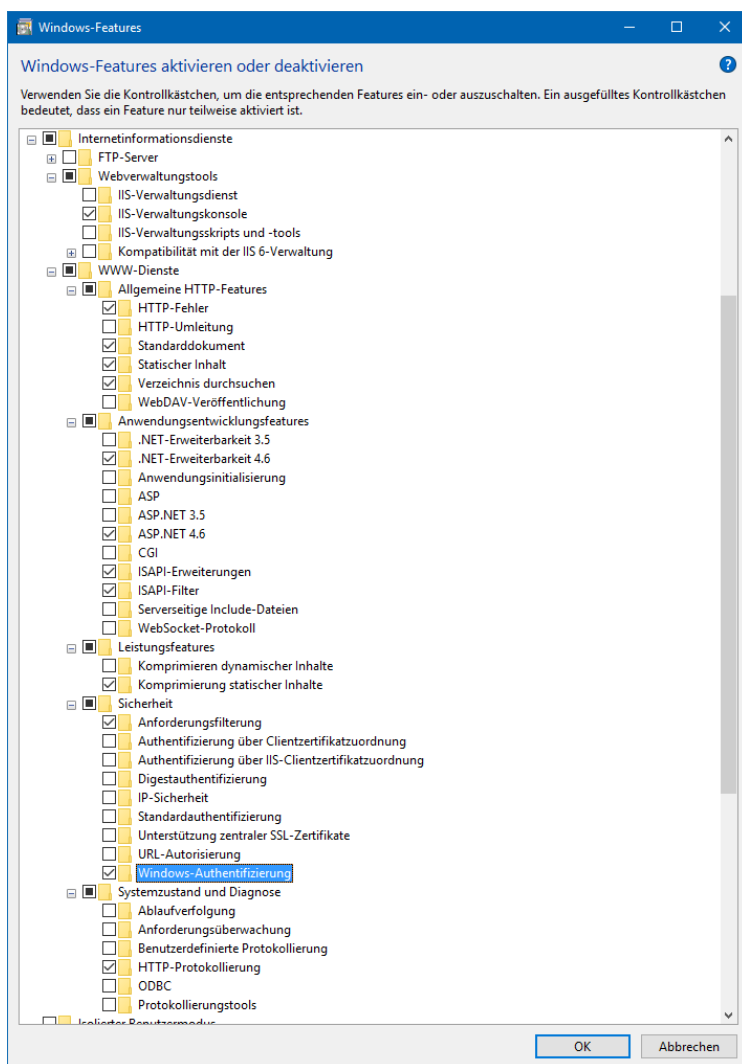 Windows-Features
Windows-Features aktivieren oder deaktivieren
Verwenden Sie die Kontrollkästchen, um die entsprechenden Features ein- oder auszuschalten. Ein ausgefülltes Kontrollkästchen
bedeutet, dass ein Feature nur teilweise aktiviert ist.
Internetinformationsdienste
FTP-Server
Webverwaltungstools
IIS-Verwaltungsdienst
IIS-Verwaltungskonsole
IIS-Verwaltungsskripts und -tools
Kompatibilität mit der IIS 6-Verwaltung
WWW-Dienste
Allgemeine HTTP-Features
HTTP-Fehler
HTTP-Umleitung
Standarddokument
Statischer Inhalt
Verzeichnis durchsuchen
WebDAV-Veröffentlichung
Anwendungsentwicklungsfeatures
.NET-Erweiterbarkeit 3.5
.NET-Erweiterbarkeit 4.6
Anwendungsinitialisierung
ASP
ASP.NET 3.5
ASP.NET 4.6
CGI
ISAPI-Erweiterungen
ISAPI-Filter
Serverseitige Include-Dateien
WebSocket-Protokoll
Leistungsfeatures
Komprimieren dynamischer Inhalte
Komprimierung statischer Inhalte
Sicherheit
Anforderungsfilterung
Authentifizierung über Clientzertifikatzuordnung
Authentifizierung über IIS-Clientzertifikatzuordnung
Digestauthentifizierung
IP-Sicherheit
Standardauthentifizierung
Unterstützung zentraler SSL-Zertifikate
URL-Autorisierung
Windows-Authentifizierung
Systemzustand und Diagnose
Ablaufverfolgung
Anforderungsüberwachung
Benutzerdefinierte Protokollierung
HTTP-Protokollierung
ODBC
Protokollierungstools
Isolierter Benutzermodus
OK
Abbrechen